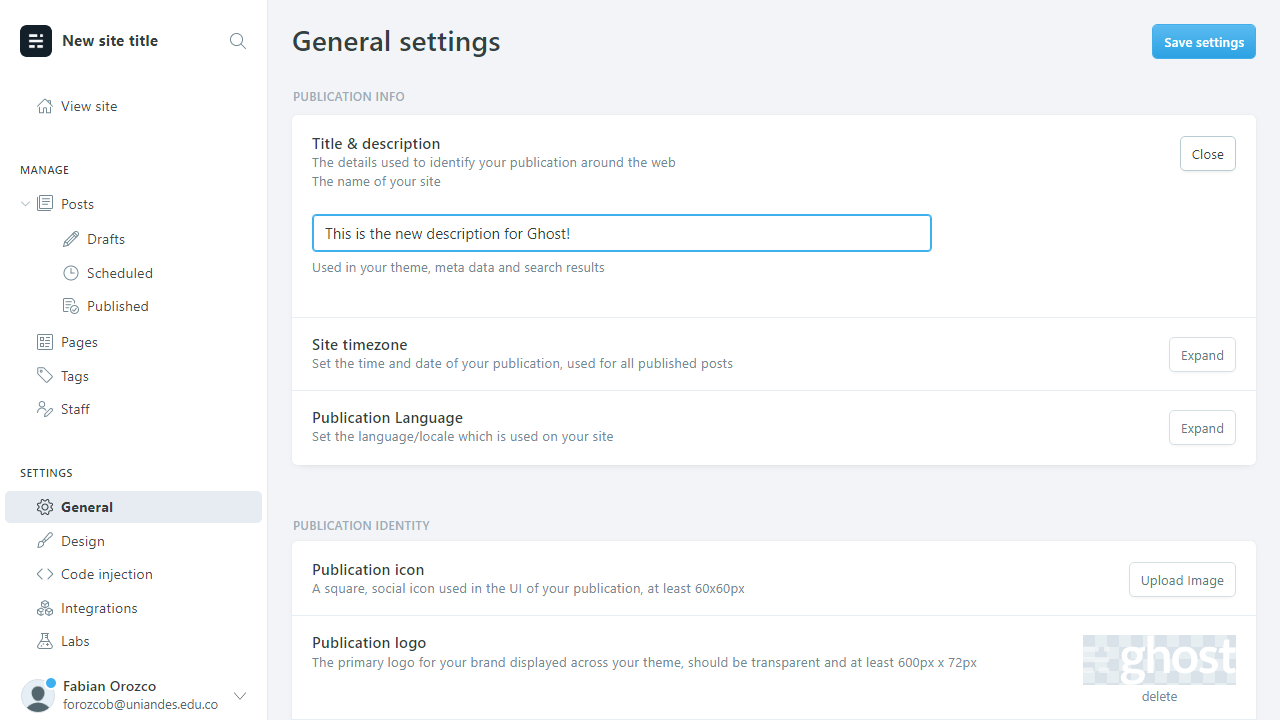 New site title
View site
MANAGE
Posts
Drafts
Scheduled
Published
Pages
Tags
Staff
SETTINGS
General
Design
Code injection
Integrations
Labs
Fabian Orozco
forozcob@uniandes.edu.co
General settings
Save settings
PUBLICATION INFO
Title & description
The details used to identify your publication around the web
The name of your site
Close
This is the new description for Ghost!
Used in your theme, meta data and search results
Site timezone
Set the time and date of your publication, used for all published posts
Expand
Publication Language
Set the language/locale which is used on your site
Expand
PUBLICATION IDENTITY
Publication icon
A square, social icon used in the UI of your publication, at least 60x60px
Upload Image
Publication logo
The primary logo for your brand displayed across your theme, should be transparent and at least 600px x 72px
ghost
delete